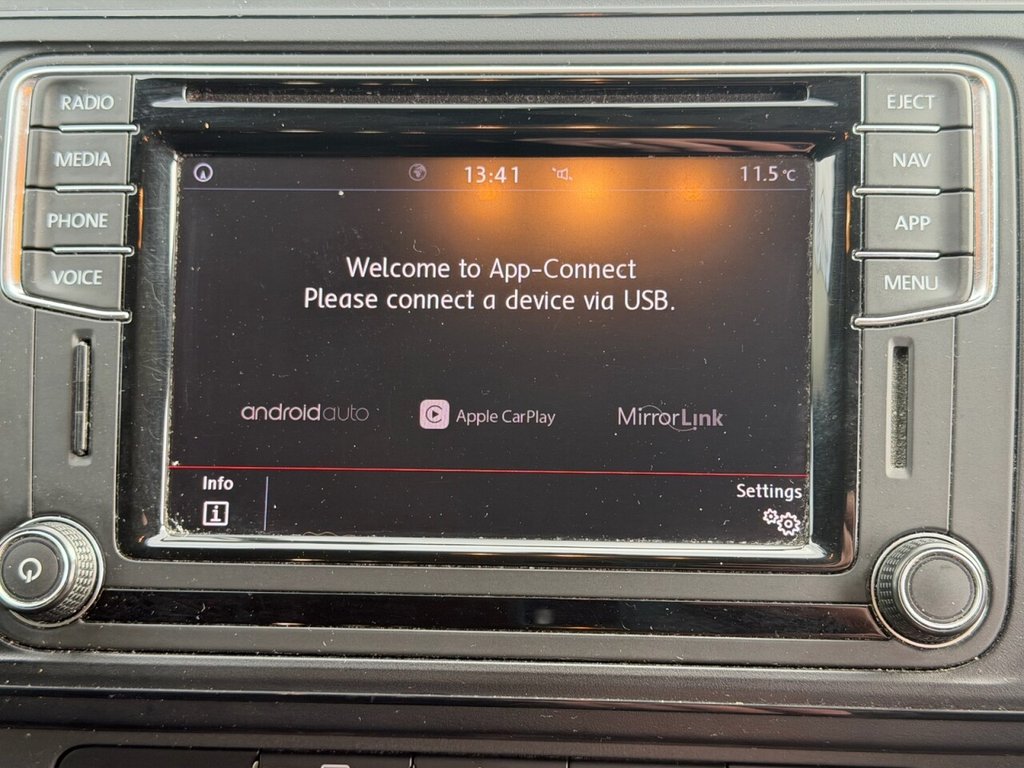 RADIO
MEDIA
PHONE
VOICE
EJECT
NAV
APP
MENU
13:41
11.5 °C
Welcome to App-Connect
Please connect a device via USB.
androidauto
Apple CarPlay
MirrorLink
Info
i
Settings